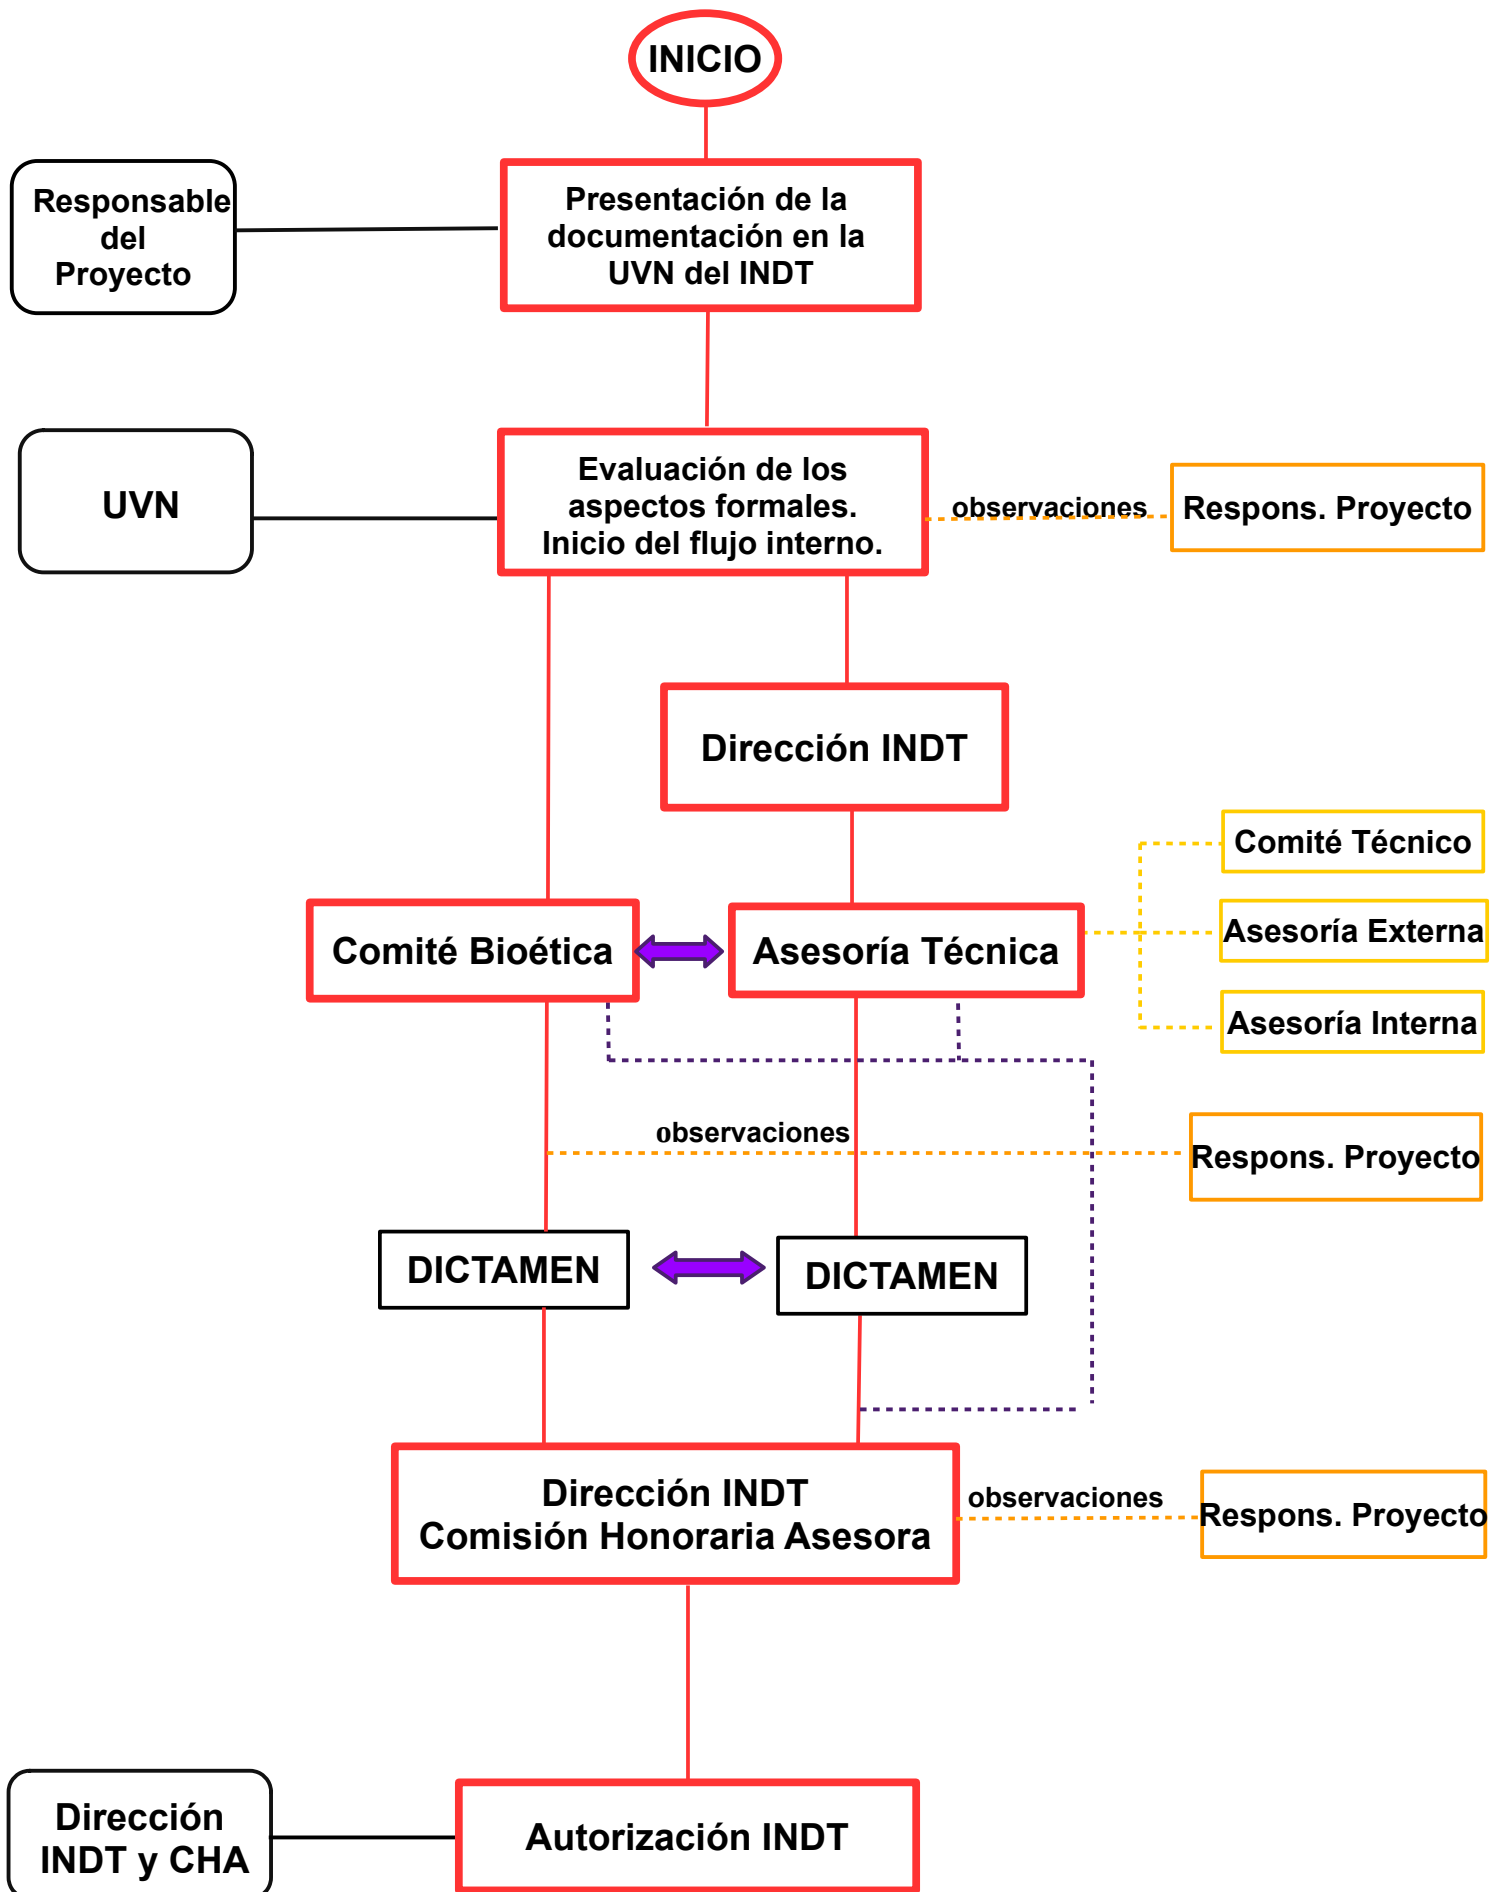 INICIO
Responsable
del
Proyecto
Presentación de la
documentación en la
UVN del INDT
UVN
Evaluación de los
aspectos formales.
Inicio del flujo interno.
observaciones
Respons. Proyecto
Dirección INDT
Comité Técnico
Comité Bioética
Asesoría Técnica
Asesoría Externa
Asesoría Interna
observaciones
Respons. Proyecto
DICTAMEN
DICTAMEN
Dirección INDT
Comisión Honoraria Asesora
observaciones
Respons. Proyecto
Dirección
INDT y CHA
Autorización INDT